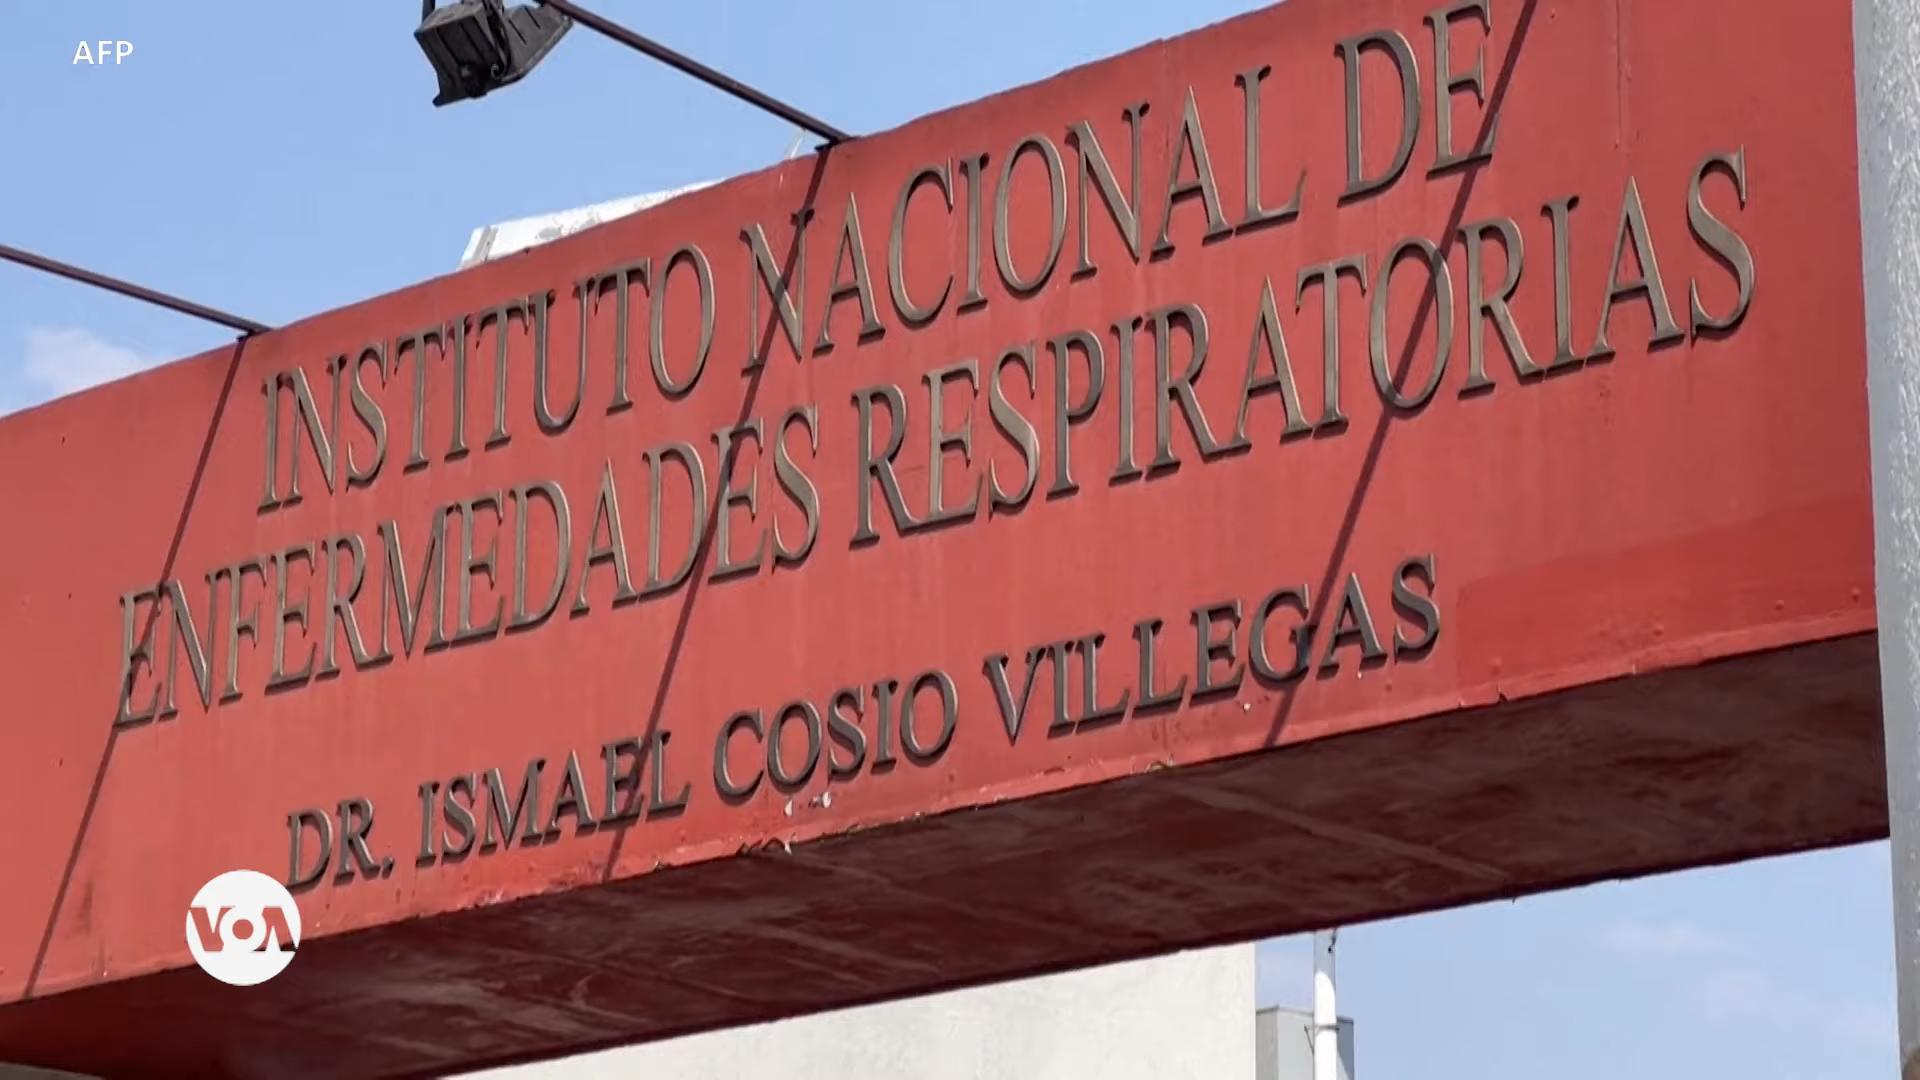 AFP
INSTITUTO NACIONAL DE
ENFERMEDADES RESPIRATORIAS
DR. ISMAEL COSIO VILLEGAS
VOA